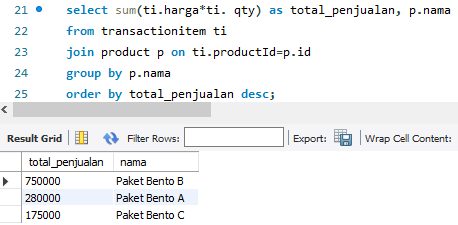 21 select sum(ti.harga*ti. qty) as total_penjualan, p.nama
22 from transactionitem ti
23 join product p on ti.productId=p.id
24 group by p.nama
25 order by total_penjualan desc;
Result Grid Filter Rows: Export: Wrap Cell Content:
total_penjualan nama
750000 Paket Bento B
280000 Paket Bento A
175000 Paket Bento C